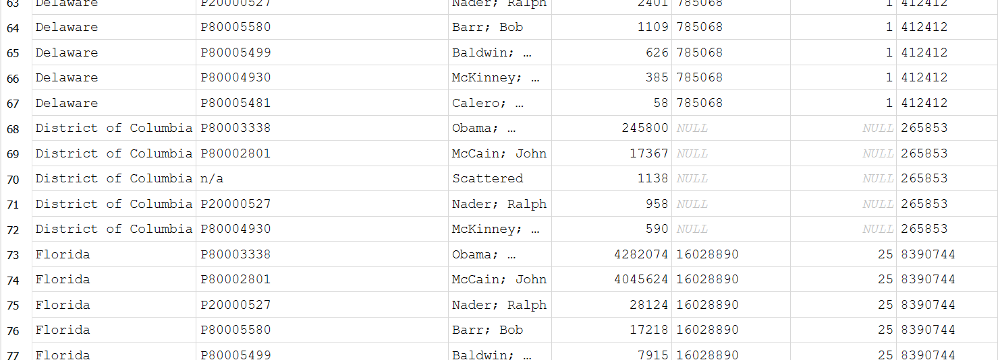 63 Delaware P20000527 Nader; Ralph 2401 785068 1 412412
64 Delaware P80005580 Barr; Bob 1109 785068 1 412412
65 Delaware P80005499 Baldwin; … 626 785068 1 412412
66 Delaware P80004930 McKinney; … 385 785068 1 412412
67 Delaware P80005481 Calero; … 58 785068 1 412412
68 District of Columbia P80003338 Obama; … 245800 NULL NULL 265853
69 District of Columbia P80002801 McCain; John 17367 NULL NULL 265853
70 District of Columbia n/a Scattered 1138 NULL NULL 265853
71 District of Columbia P20000527 Nader; Ralph 958 NULL NULL 265853
72 District of Columbia P80004930 McKinney; … 590 NULL NULL 265853
73 Florida P80003338 Obama; … 4282074 16028890 25 8390744
74 Florida P80002801 McCain; John 4045624 16028890 25 8390744
75 Florida P20000527 Nader; Ralph 28124 16028890 25 8390744
76 Florida P80005580 Barr; Bob 17218 16028890 25 8390744
77 Florida P80005499 Baldwin; … 7915 16028890 25 8390744